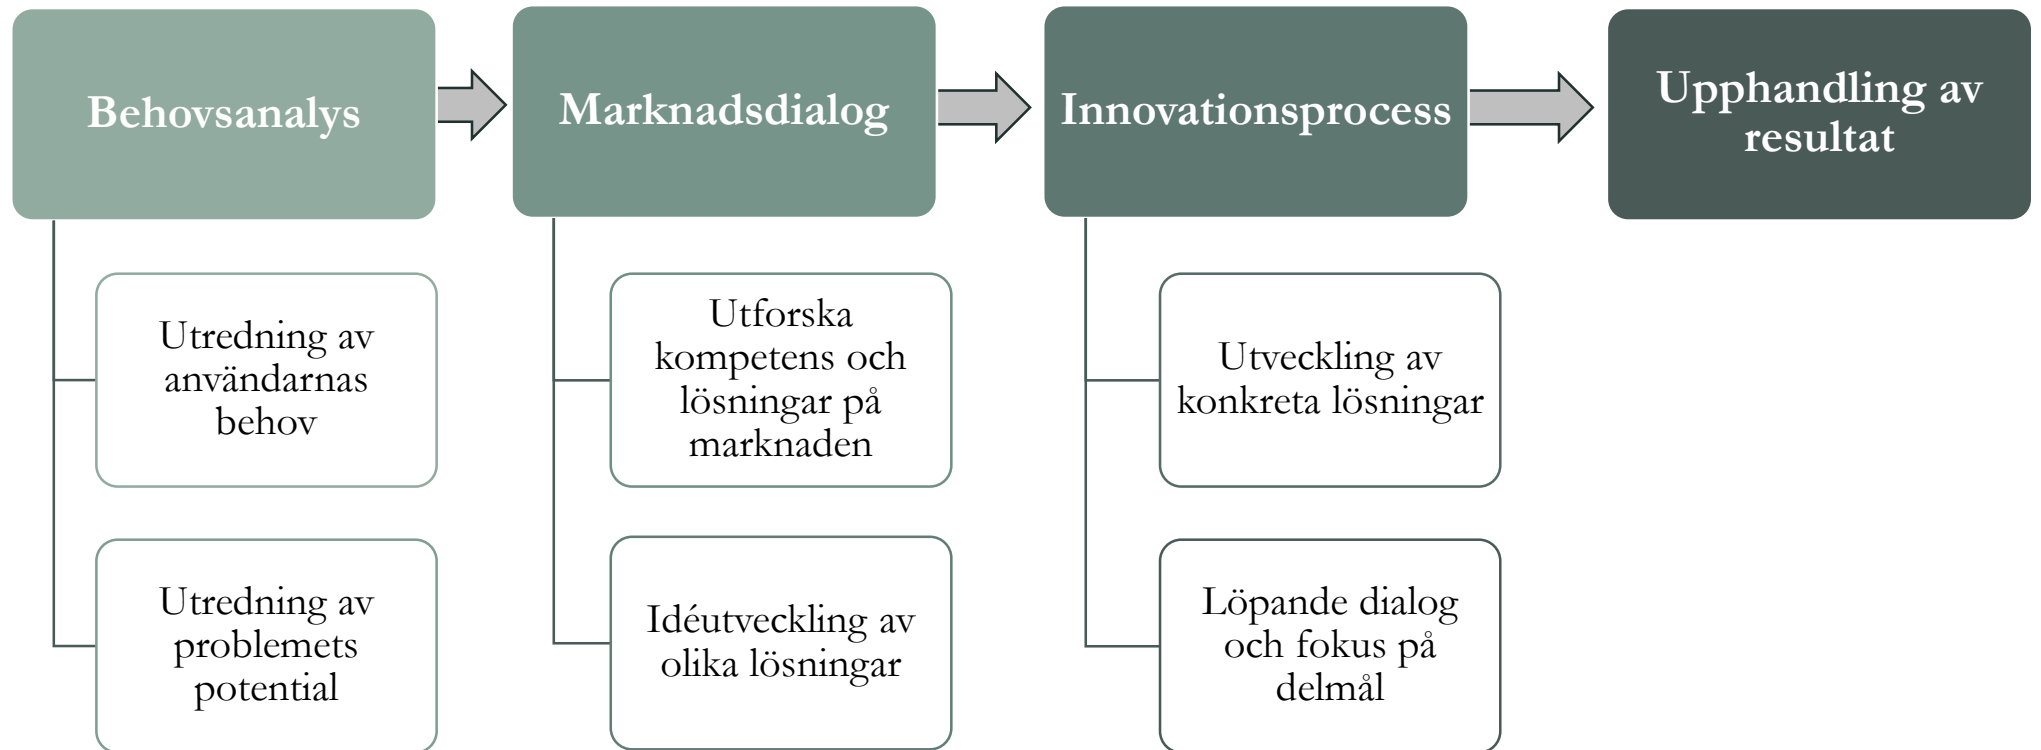 Behovsanalys
Marknadsdialog
Innovationsprocess
Upphandling av
resultat
Utredning av
användarnas
behov
Utredning av
problemets
potential
Utforska
kompetens och
lösningar på
marknaden
Idéutveckling av
olika lösningar
Utveckling av
konkreta lösningar
Löpande dialog
och fokus på
delmål